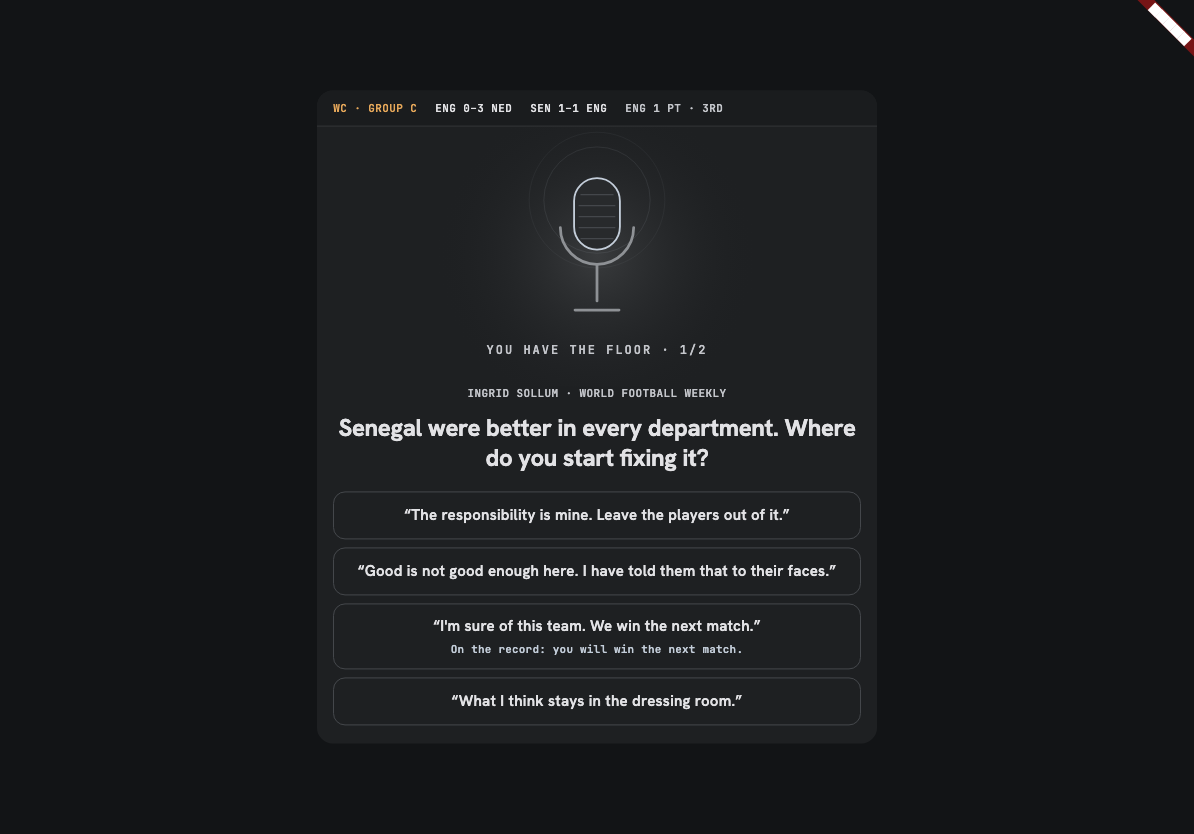 WC · GROUP C ENG 0–3 NED SEN 1–1 ENG ENG 1 PT · 3RD
YOU HAVE THE FLOOR · 1/2
INGRID SOLLUM · WORLD FOOTBALL WEEKLY
Senegal were better in every department. Where
do you start fixing it?
“The responsibility is mine. Leave the players out of it.”
“Good is not good enough here. I have told them that to their faces.”
“I'm sure of this team. We win the next match.”
On the record: you will win the next match.
“What I think stays in the dressing room.”